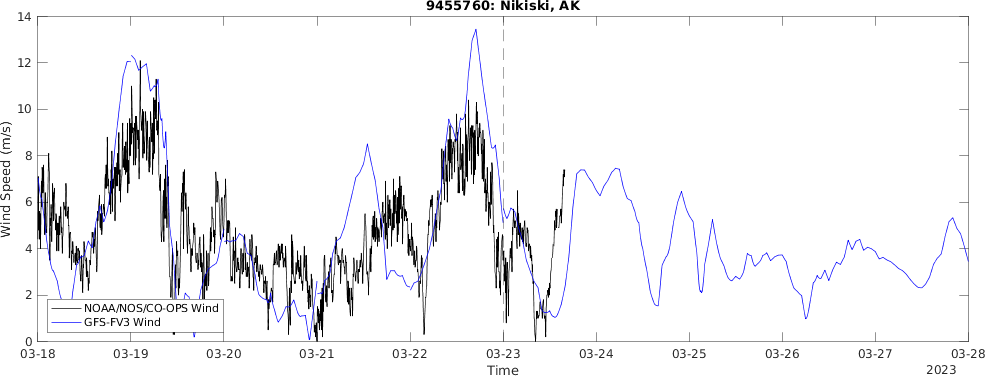 9455760: Nikiski, AK
Wind Speed (m/s)
14
12
10
8
6
4
2
0
NOAA/NOS/CO-OPS Wind
GFS-FV3 Wind
03-18 03-19 03-20 03-21 03-22 03-23 03-24 03-25 03-26 03-27 03-28
Time
2023